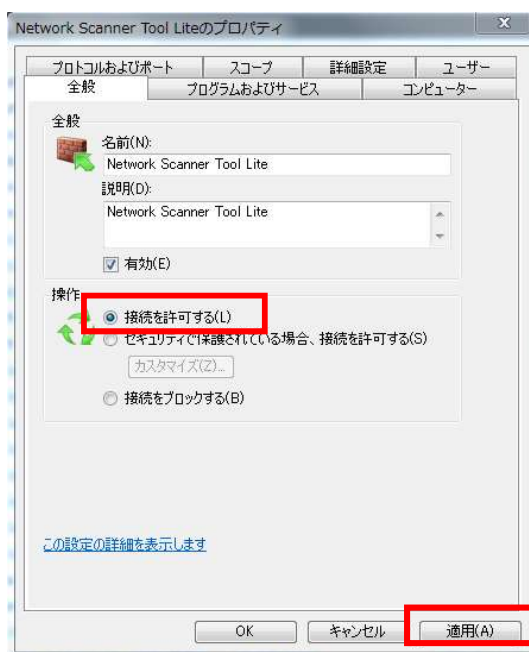 Network Scanner Tool Liteのプロパティ
X
プロトコルおよびポート スコープ 詳細設定 ユーザー
全般 プログラムおよびサービス コンピューター
全般
名前(N):
Network Scanner Tool Lite
説明(D):
Network Scanner Tool Lite
有効(E)
操作
接続を許可する(L)
セキュリティで保護されている場合、接続を許可する(S)
カスタマイズ(Z)...
接続をブロックする(B)
この設定の詳細を表示します
OK キャンセル 適用(A)